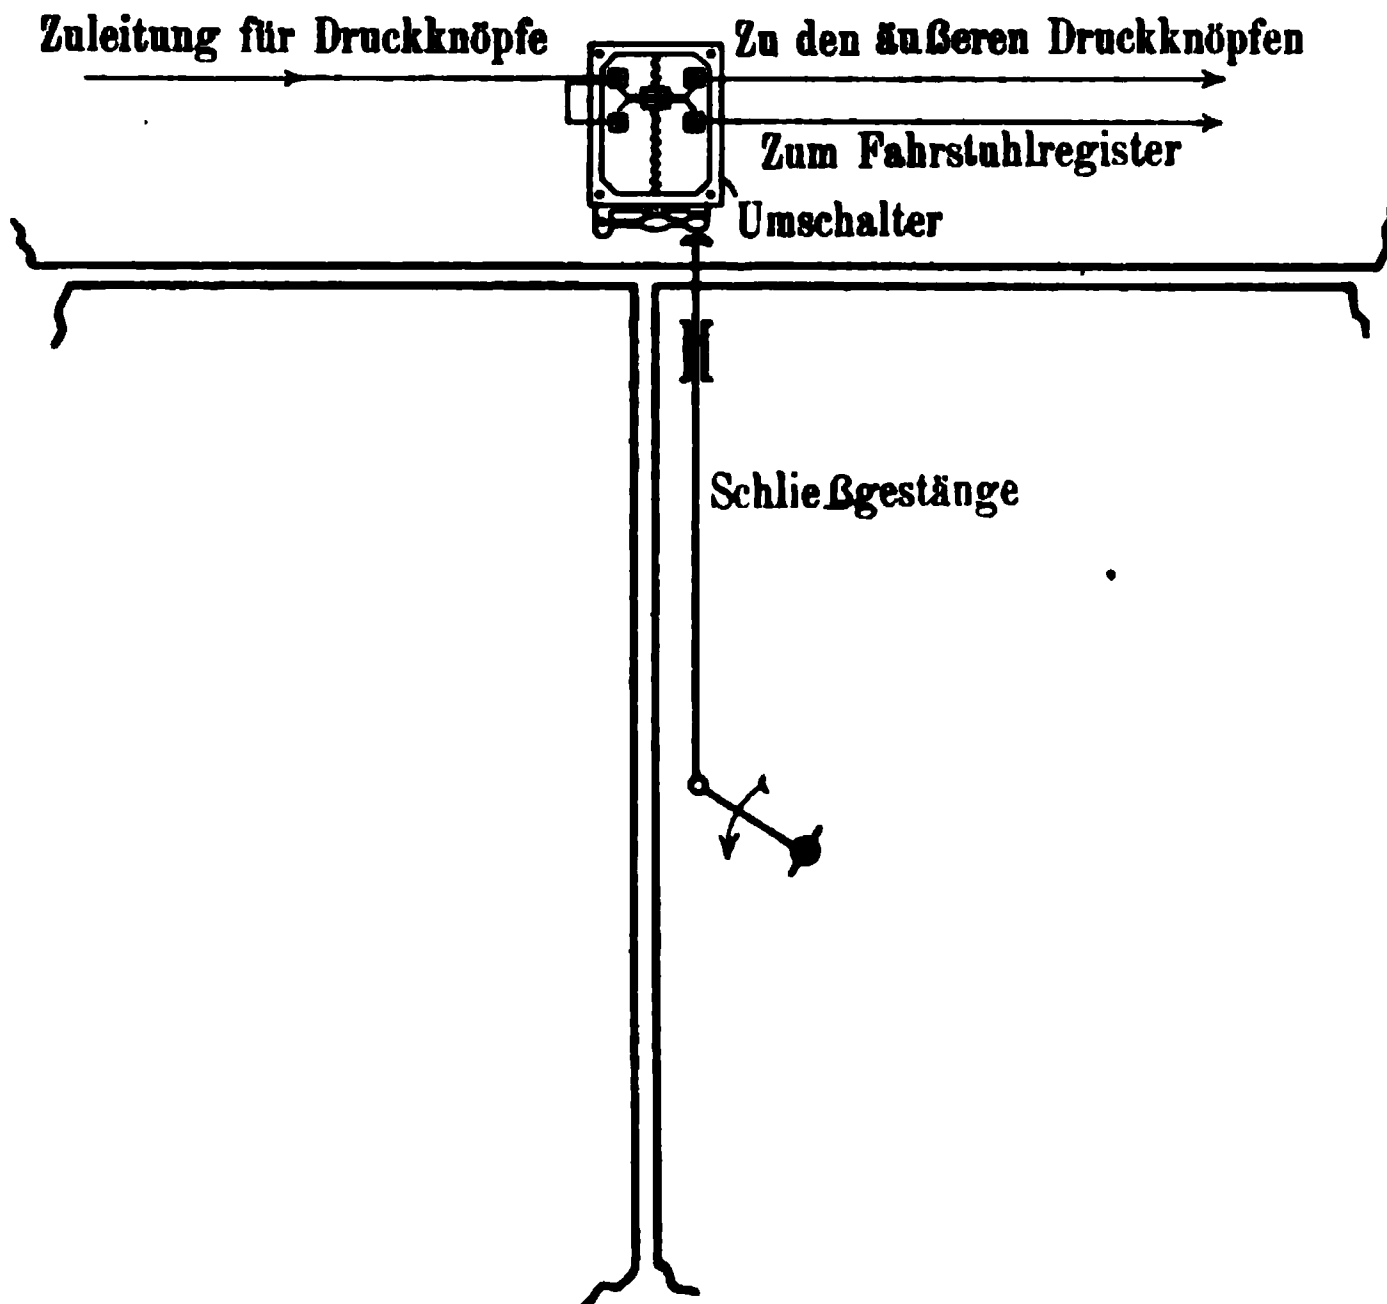 Zuleitung für Druckknöpfe
Zu den äußeren Druckknöpfen
Zum Fahrstuhlregister
Umschalter
Schließgestänge